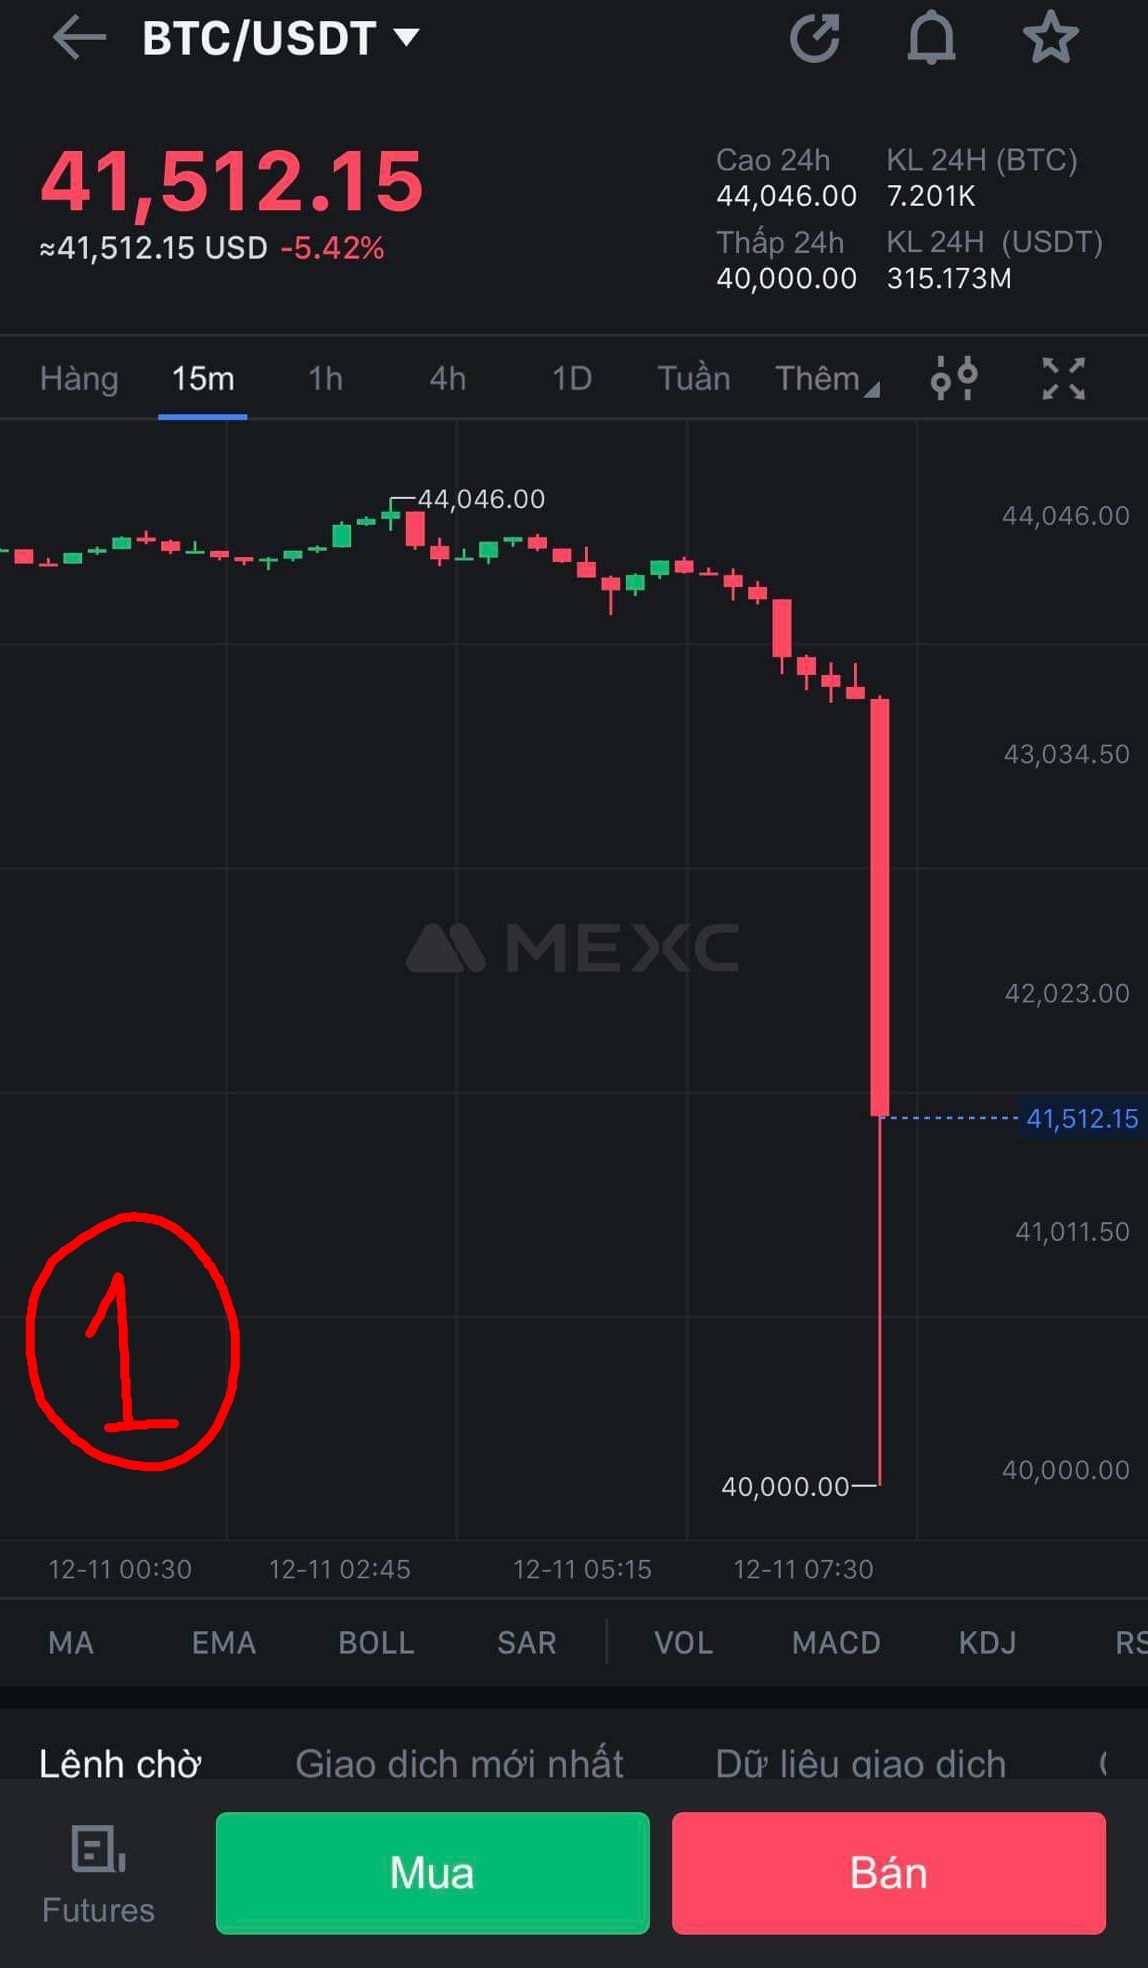 BTC/USDT
41,512.15
≈41,512.15 USD -5.42%
Cao 24h KL 24H (BTC)
44,046.00 7.201K
Thấp 24h KL 24H (USDT)
40,000.00 315.173M
Hàng 15m 1h 4h 1D Tuần Thêm
44,046.00
44,046.00
43,034.50
MEXC
42,023.00
41,512.15
41,011.50
1
40,000.00
40,000.00
12-11 00:30 12-11 02:45 12-11 05:15 12-11 07:30
MA EMA BOLL SAR VOL MACD KDJ RS
Lệnh chờ Giao dịch mới nhất Dữ liệu giao dịch
Mua Bán
Futures